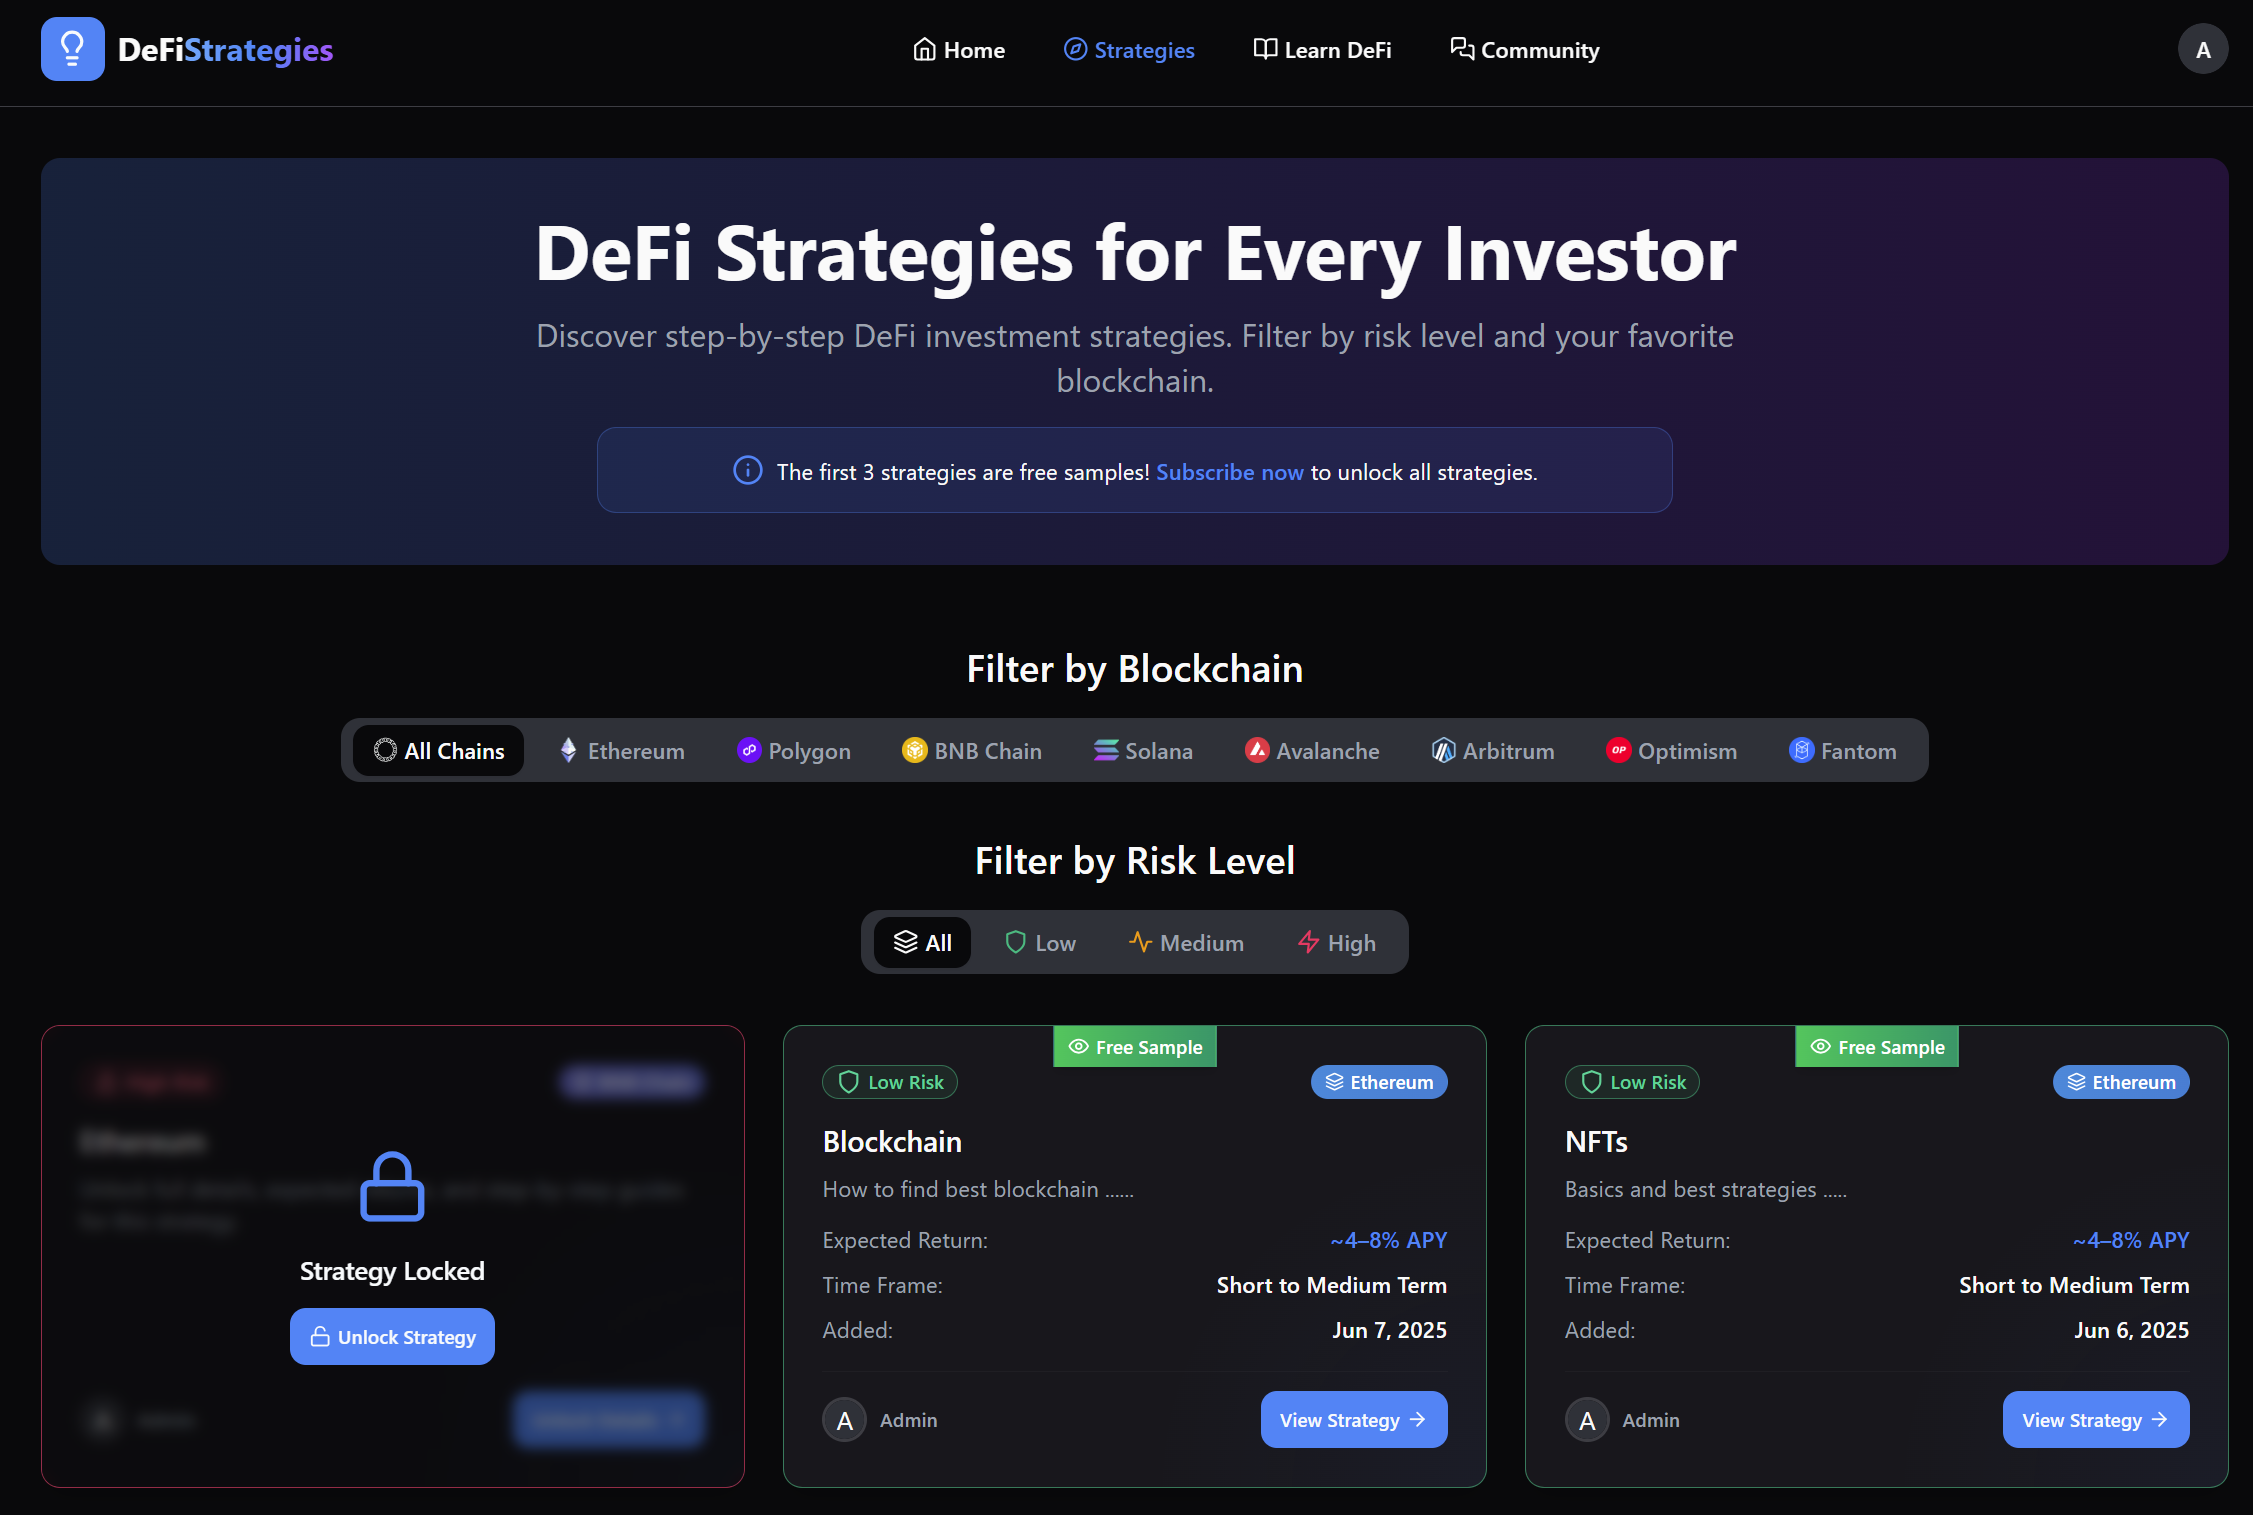 DeFiStrategies
Home
Strategies
Learn DeFi
Community
A
DeFi Strategies for Every Investor
Discover step-by-step DeFi investment strategies. Filter by risk level and your favorite
blockchain.
The first 3 strategies are free samples! Subscribe now to unlock all strategies.
Filter by Blockchain
All Chains
Ethereum
Polygon
BNB Chain
Solana
Avalanche
Arbitrum
OP Optimism
Fantom
Filter by Risk Level
All
Low
Medium
High
Ethereum
Strategy Locked
Unlock Strategy
Free Sample
Low Risk
Ethereum
Blockchain
How to find best blockchain ......
Expected Return: ~4–8% APY
Time Frame: Short to Medium Term
Added: Jun 7, 2025
A Admin
View Strategy
Free Sample
Low Risk
Ethereum
NFTs
Basics and best strategies .....
Expected Return: ~4–8% APY
Time Frame: Short to Medium Term
Added: Jun 6, 2025
A Admin
View Strategy